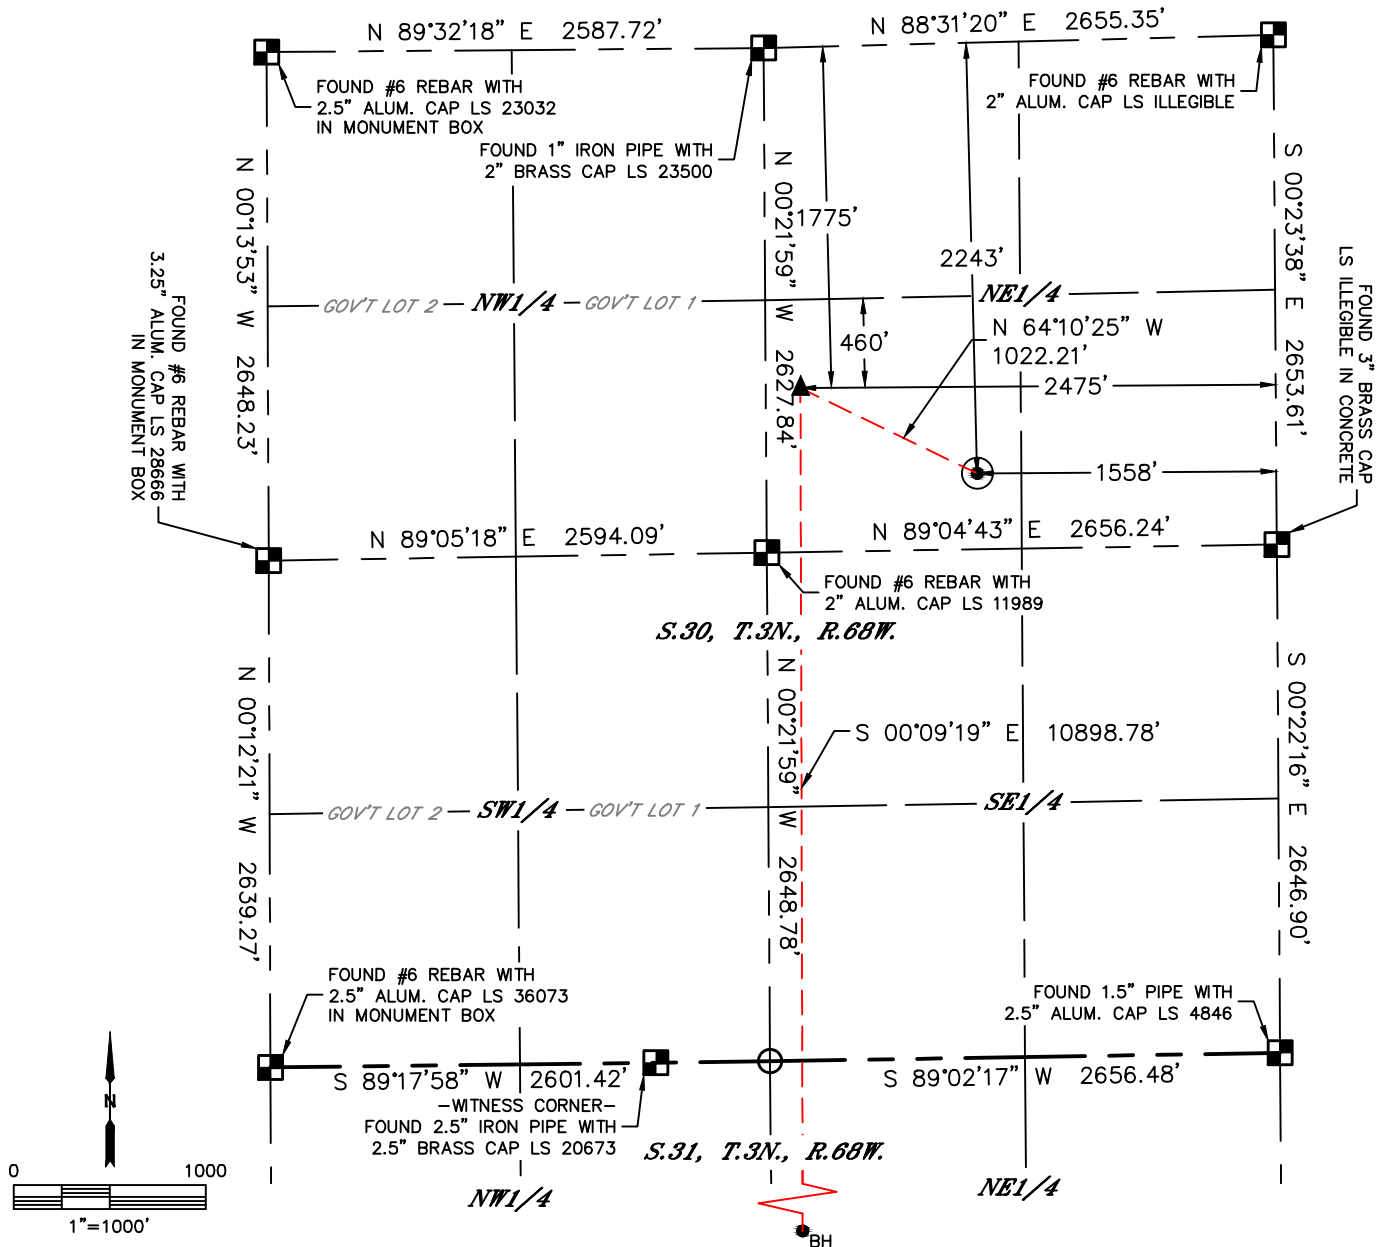 N 89°32'18" E 2587.72'
N 88°31'20" E 2655.35'
FOUND #6 REBAR WITH
2.5" ALUM. CAP LS 23032
IN MONUMENT BOX
FOUND 1" IRON PIPE WITH
2" BRASS CAP LS 23500
FOUND #6 REBAR WITH
2" ALUM. CAP LS ILLEGIBLE
N 00°13'53" W 2648.23'
N 00°21'59" W 2627.84'
S 00°23'38" E 2653.61'
1775'
2243'
FOUND 3" BRASS CAP
LS ILLEGIBLE IN CONCRETE
FOUND #6 REBAR WITH
3.25" ALUM. CAP LS 28666
IN MONUMENT BOX
GOV'T LOT 2 NW1/4 GOV'T LOT 1
NE1/4
460'
N 64°10'25" W
1022.21'
2475'
1558'
N 89°05'18" E 2594.09'
N 89°04'43" E 2656.24'
FOUND #6 REBAR WITH
2" ALUM. CAP LS 11989
S.30, T.3N., R.68W.
N 00°12'21" W 2639.27'
N 00°21'59" W 2648.78'
S 00°22'16" E 2646.90'
S 00°09'19" E 10898.78'
GOV'T LOT 2 SW1/4 GOV'T LOT 1
SE1/4
FOUND #6 REBAR WITH
2.5" ALUM. CAP LS 36073
IN MONUMENT BOX
FOUND 1.5" PIPE WITH
2.5" ALUM. CAP LS 4846
S 89°17'58" W 2601.42'
S 89°02'17" W 2656.48'
-WITNESS CORNER-
FOUND 2.5" IRON PIPE WITH
2.5" BRASS CAP LS 20673
S.31, T.3N., R.68W.
N
0 1000
1"=1000'
NW1/4
NE1/4
BH